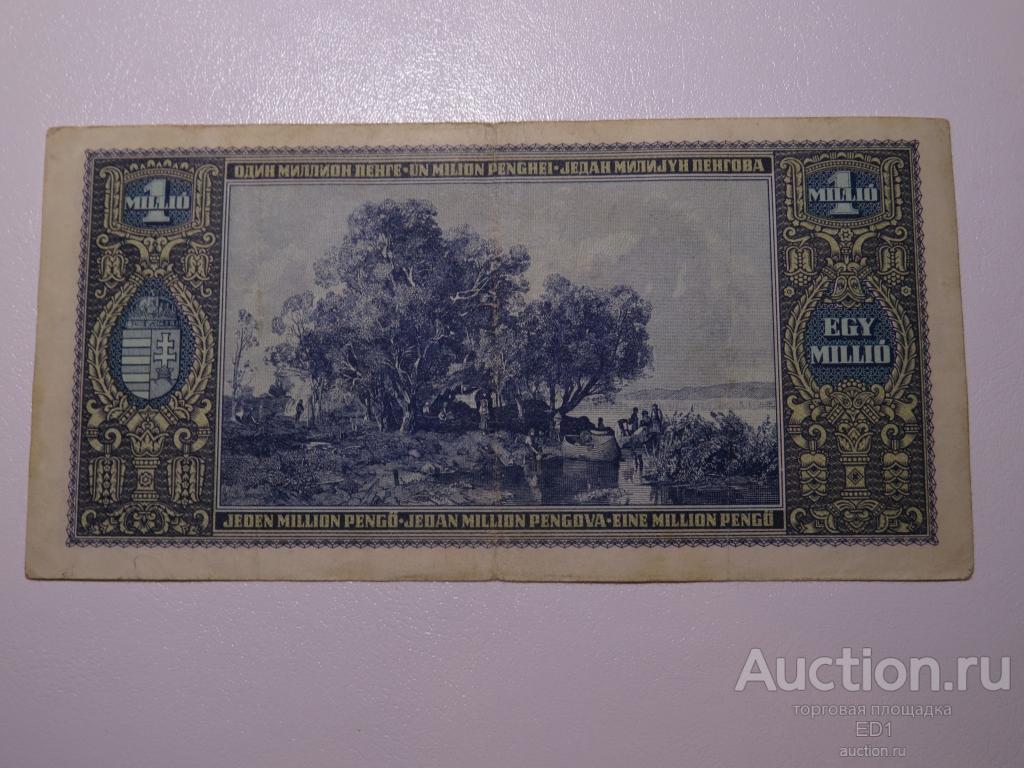 ОДИН МИЛЛИОН ПЕНГЕ · UN MILION PENGHEI · ЈЕДАН МИЛИЈУН ПЕНГОВА
1
MILLIÓ
1
MILLIÓ
EGY
MILLIÓ
JEDEN MILLION PENGŐ · JEDAN MILLION PENGOVA · EINE MILLION PENGŐ
Auction.ru
торговая площадка
ED1
auction.ru